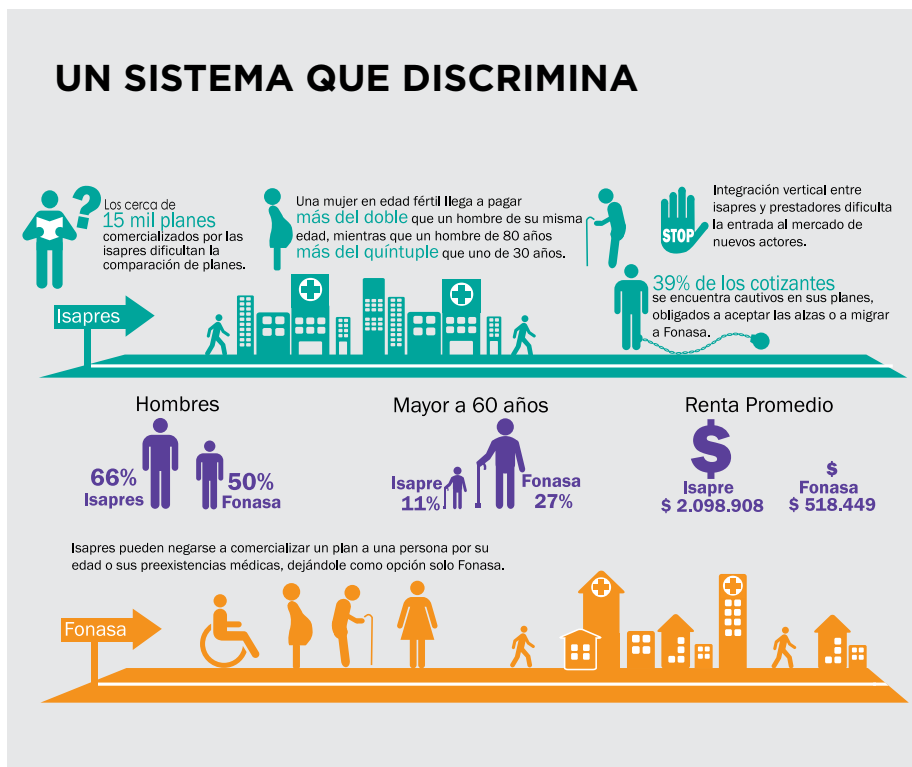 UN SISTEMA QUE DISCRIMINA
?
Los cerca de
15 mil planes
comercializados por las
isapres dificultan la
comparación de planes.
Una mujer en edad fértil llega a pagar
más del doble que un hombre de su misma
edad, mientras que un hombre de 80 años
más del quíntuple que uno de 30 años.
STOP
Integración vertical entre
isapres y prestadores dificulta
la entrada al mercado de
nuevos actores.
39% de los cotizantes
se encuentra cautivos en sus planes,
obligados a aceptar las alzas o a migrar
a Fonasa.
Isapres
Hombres
66%
Isapres
50%
Fonasa
Mayor a 60 años
Isapre
11%
Fonasa
27%
Renta Promedio
$
Isapre
$ 2.098.908
$
Fonasa
$ 518.449
Isapres pueden negarse a comercializar un plan a una persona por su
edad o sus preexistencias médicas, dejándole como opción solo Fonasa.
Fonasa